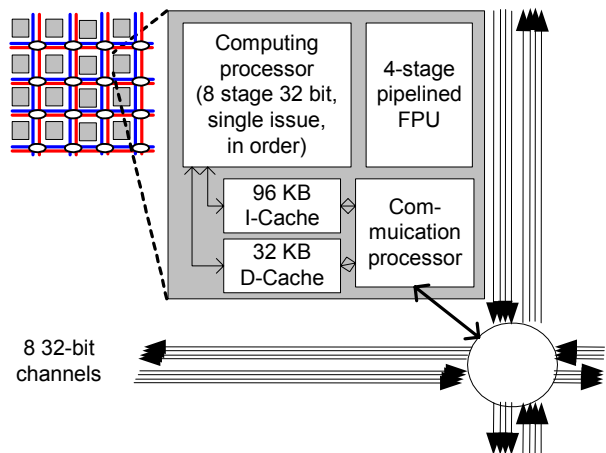 Computing
processor
(8 stage 32 bit,
single issue,
in order)
4-stage
pipelined
FPU
96 KB
I-Cache
32 KB
D-Cache
Com-
muication
processor
8 32-bit
channels